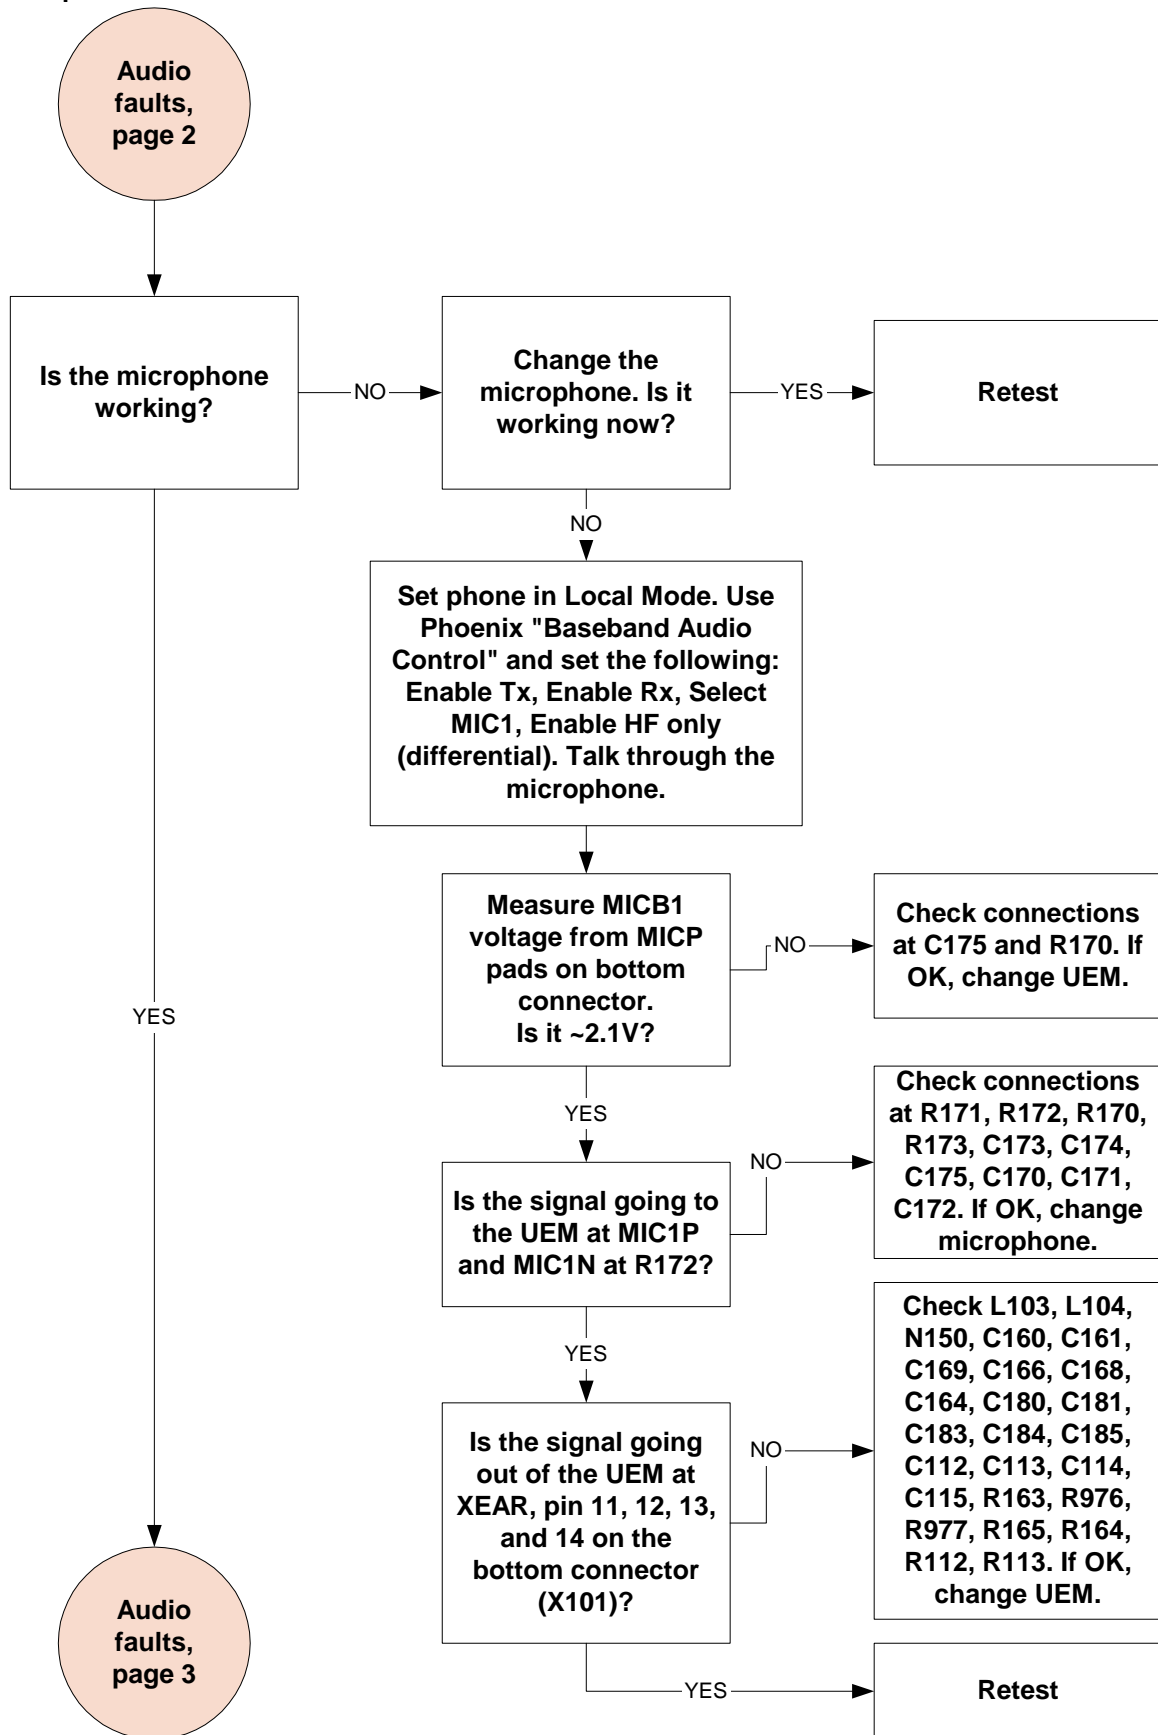 Audio
faults,
page 2
Is the microphone
working?
NO
Change the
microphone. Is it
working now?
YES
Retest
NO
Set phone in Local Mode. Use
Phoenix "Baseband Audio
Control" and set the following:
Enable Tx, Enable Rx, Select
MIC1, Enable HF only
(differential). Talk through the
microphone.
Measure MICB1
voltage from MICP
pads on bottom
connector.
Is it ~2.1V?
NO
Check connections
at C175 and R170. If
OK, change UEM.
YES
YES
Is the signal going to
the UEM at MIC1P
and MIC1N at R172?
NO
Check connections
at R171, R172, R170,
R173, C173, C174,
C175, C170, C171,
C172. If OK, change
microphone.
YES
Is the signal going
out of the UEM at
XEAR, pin 11, 12, 13,
and 14 on the
bottom connector
(X101)?
NO
Check L103, L104,
N150, C160, C161,
C169, C166, C168,
C164, C180, C181,
C183, C184, C185,
C112, C113, C114,
C115, R163, R976,
R977, R165, R164,
R112, R113. If OK,
change UEM.
YES
Retest
Audio
faults,
page 3